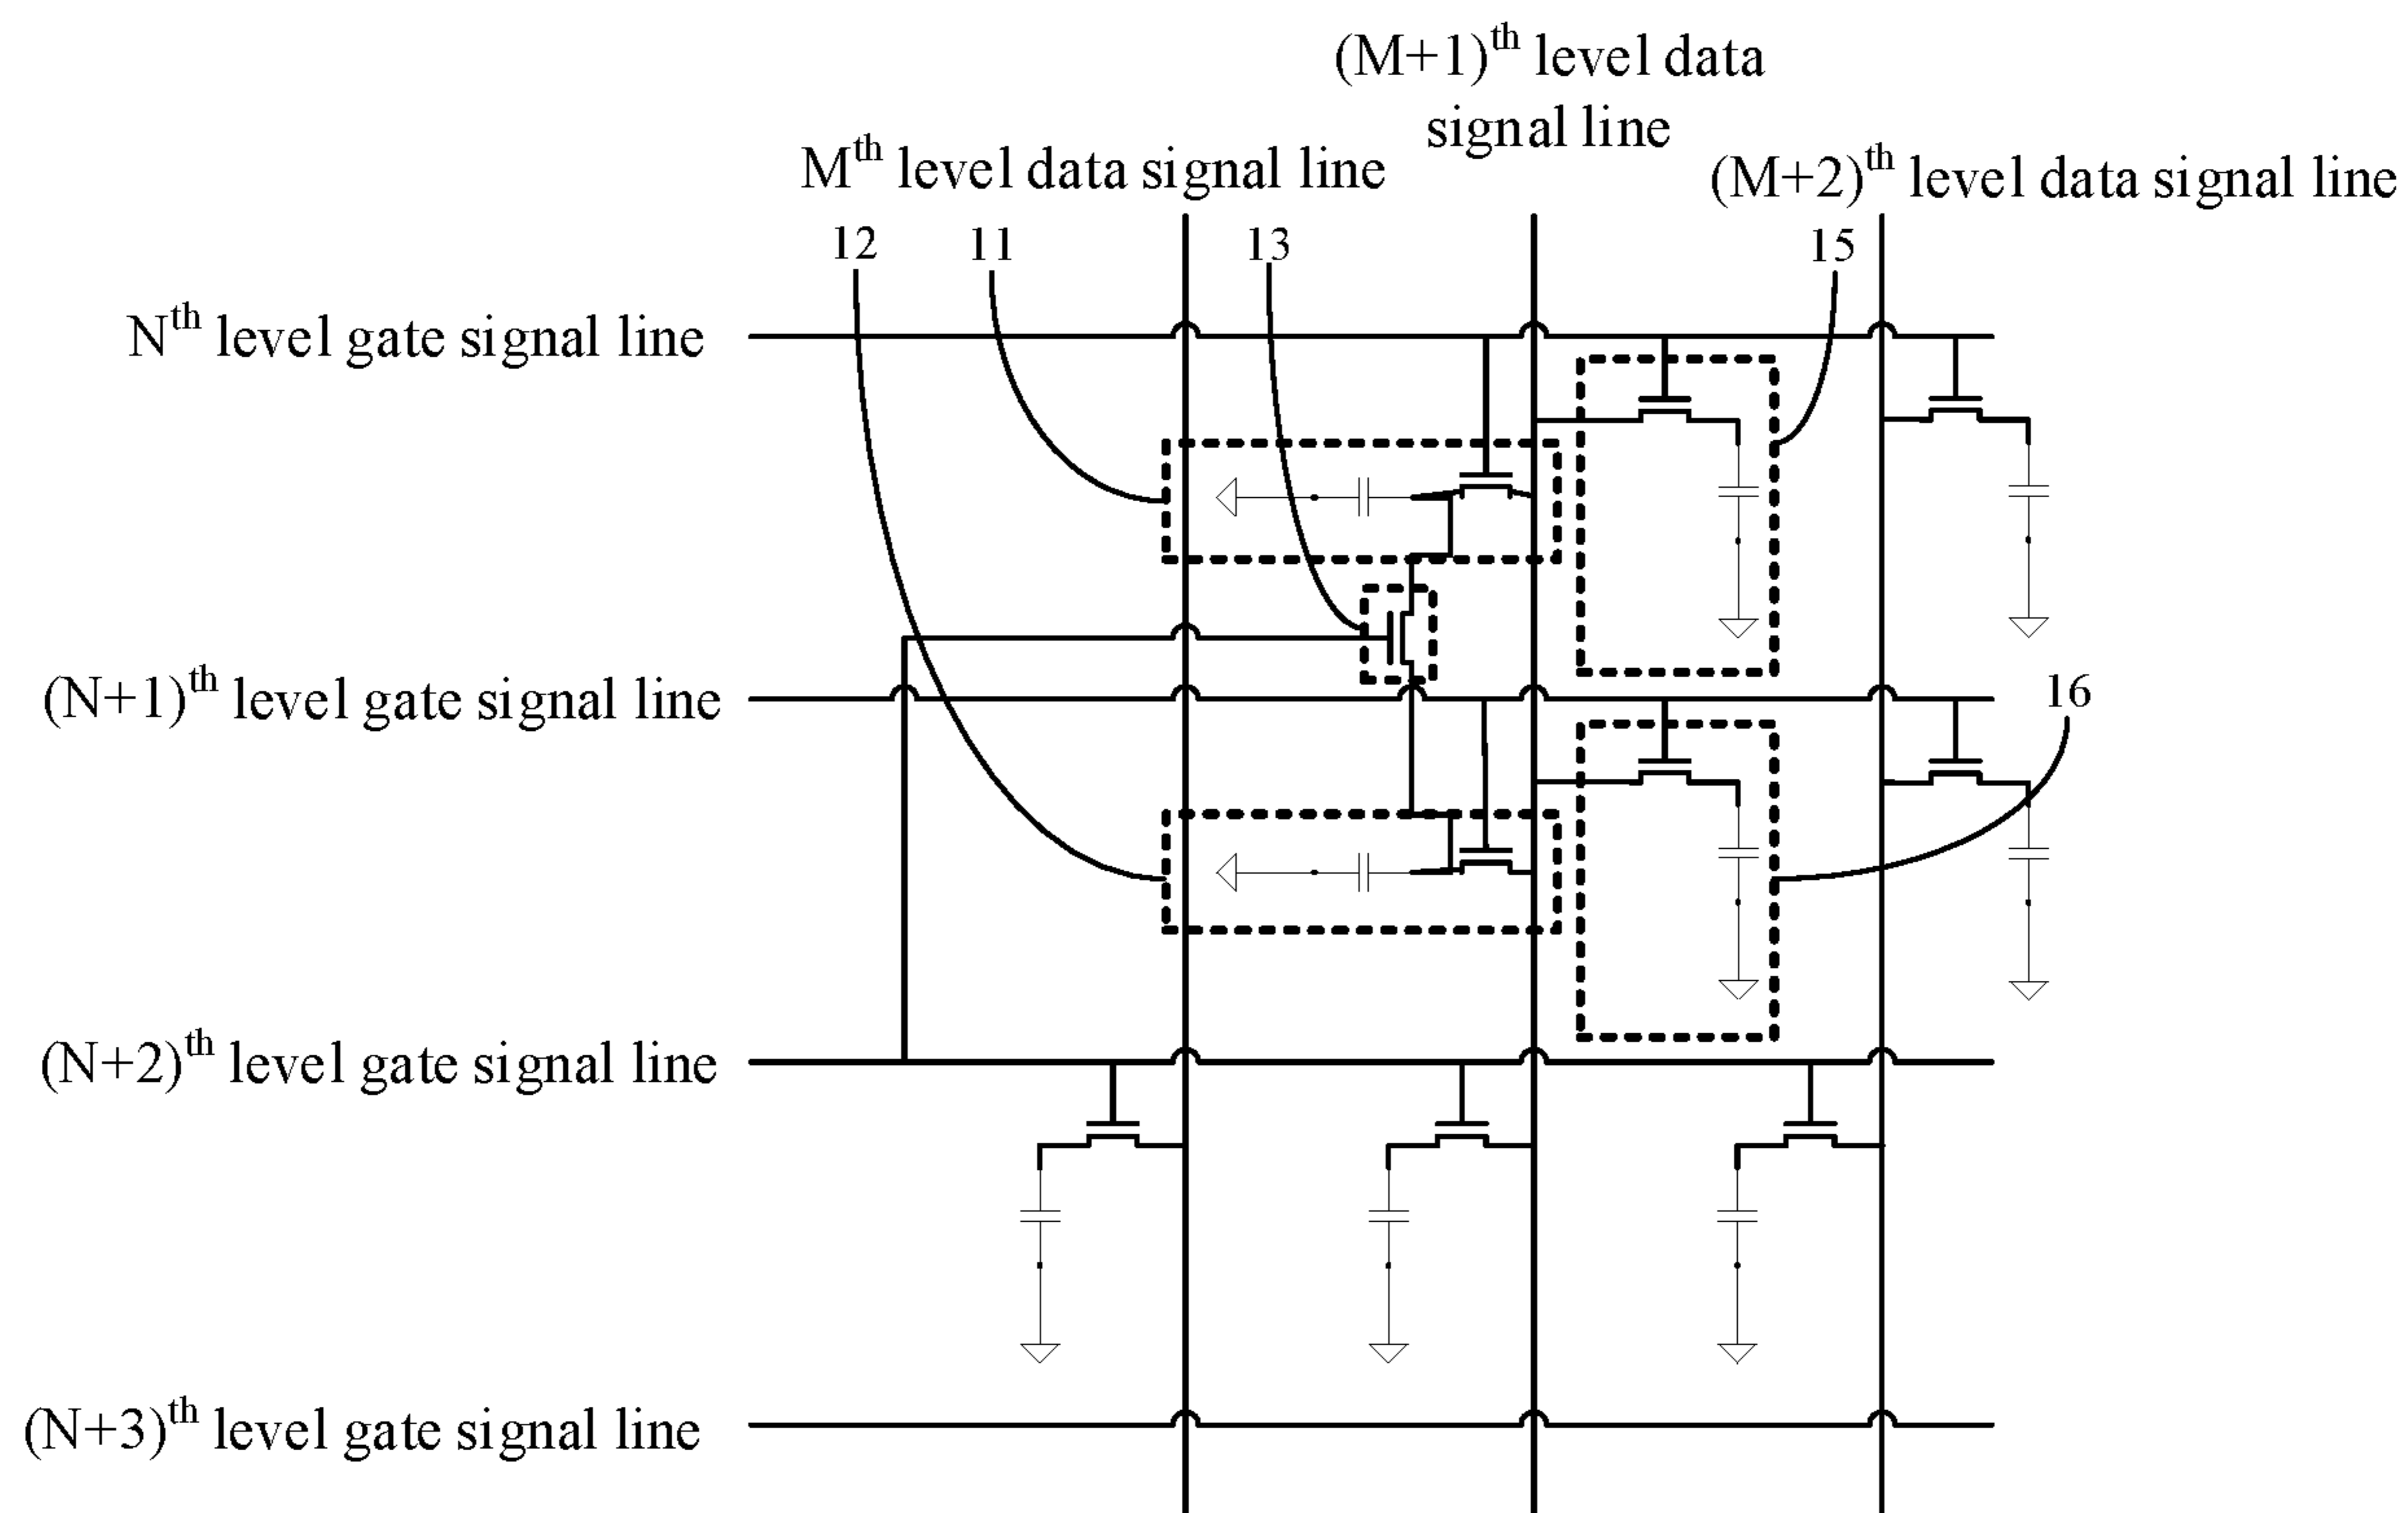 (M+1)th level data
signal line
Mth level data signal line
(M+2)th level data signal line
12
11
13
15
Nth level gate signal line
(N+1)th level gate signal line
16
(N+2)th level gate signal line
(N+3)th level gate signal line